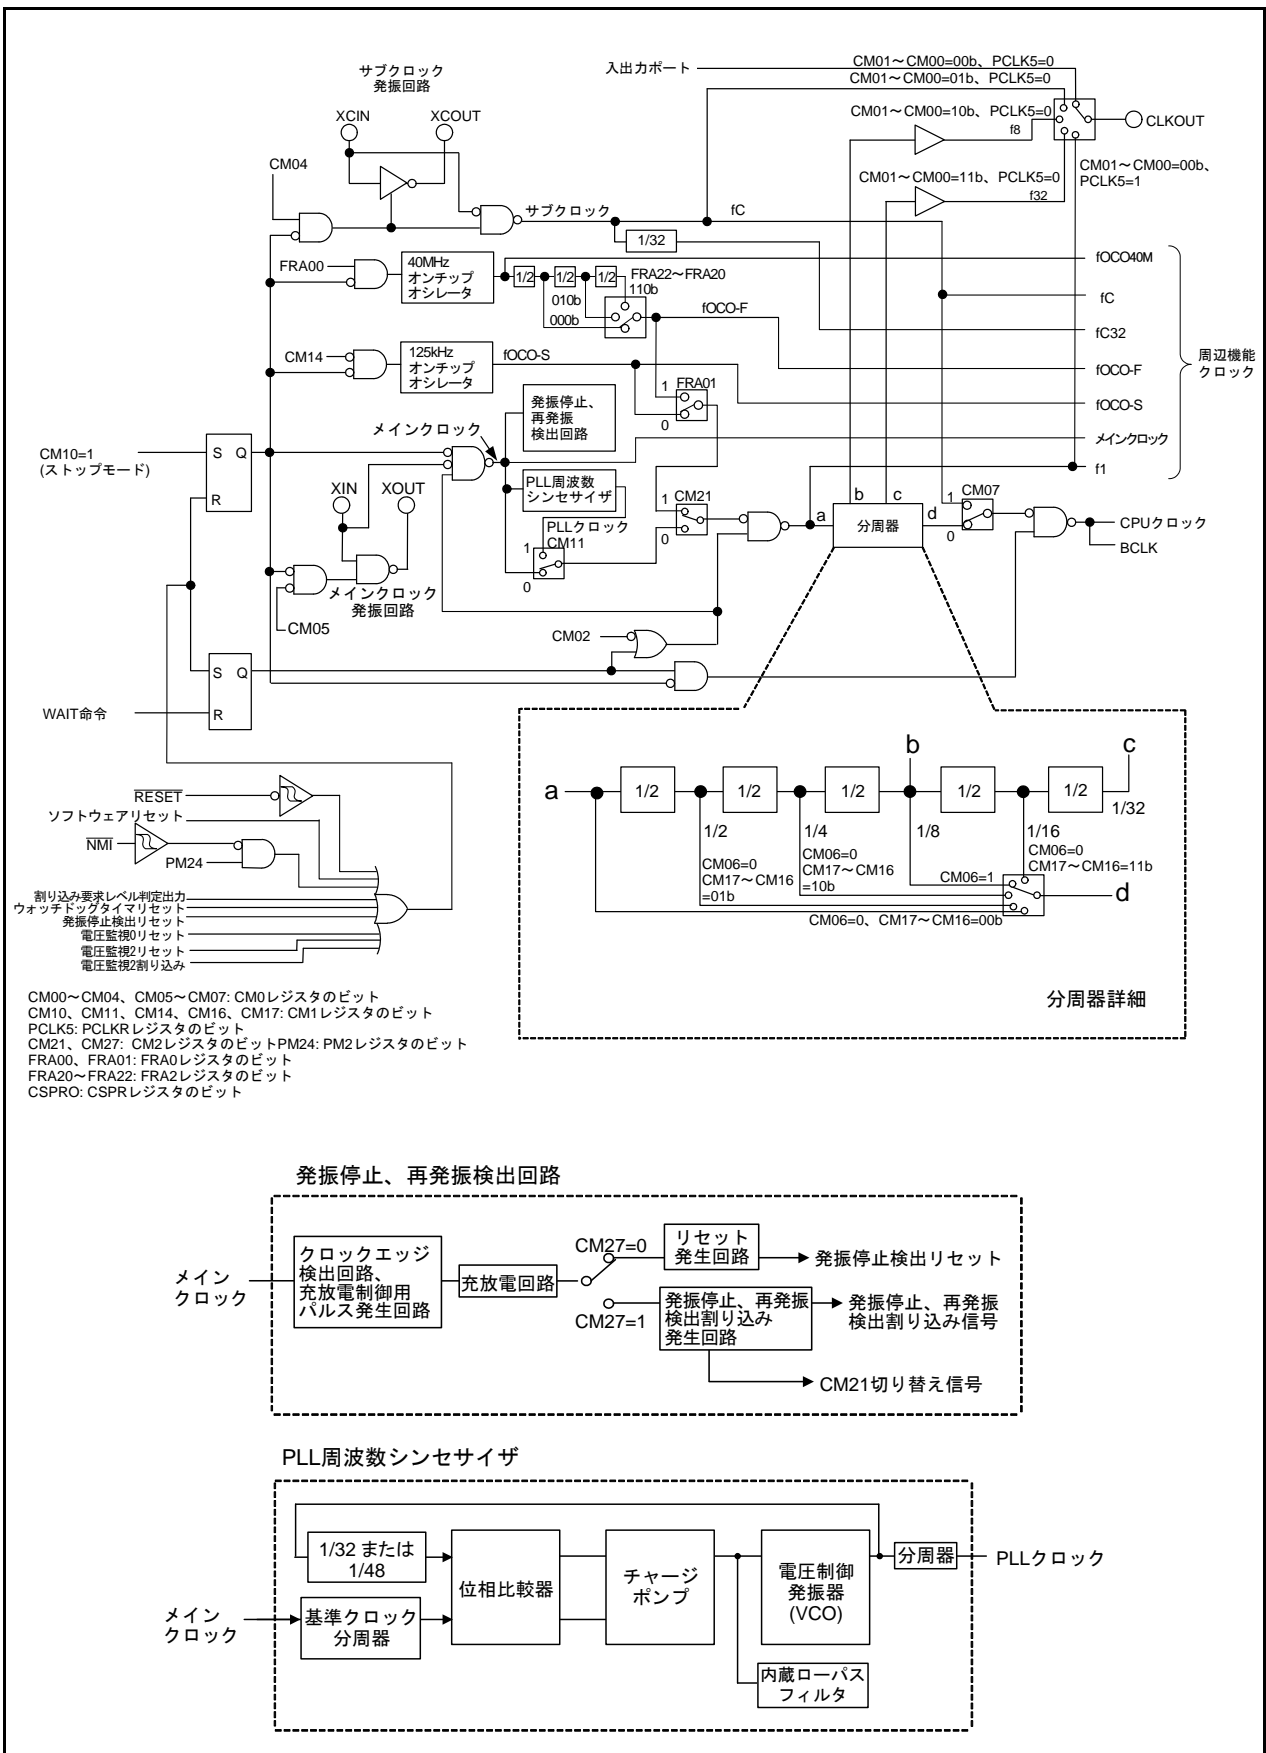 サブクロック
発振回路
XCIN
XCOUT
CM04
入出力ポート
CM01～CM00=00b、PCLK5=0
CM01～CM00=01b、PCLK5=0
CM01～CM00=10b、PCLK5=0
f8
CLKOUT
CM01～CM00=00b、
PCLK5=1
CM01～CM00=11b、PCLK5=0
f32
サブクロック
fC
1/32
FRA00
40MHz
オンチップ
オシレータ
1/2
1/2
1/2
FRA22～FRA20
110b
010b
000b
fOCO-F
fOCO40M
fC
fC32
fOCO-F
fOCO-S
メインクロック
f1
周辺機能
クロック
CM14
125kHz
オンチップ
オシレータ
fOCO-S
FRA01
1
0
発振停止、
再発振
検出回路
メインクロック
CM10=1
(ストップモード)
S
Q
R
XIN
XOUT
PLL周波数
シンセサイザ
PLLクロック
CM11
1
0
CM21
1
0
a
b
c
d
分周器
CM07
1
0
CPUクロック
BCLK
メインクロック
発振回路
CM05
CM02
S
Q
R
WAIT命令
RESET
ソフトウェアリセット
NMI
PM24
割り込み要求レベル判定出力
ウォッチドッグタイマリセット
発振停止検出リセット
電圧監視0リセット
電圧監視2リセット
電圧監視2割り込み
a
1/2
1/2
1/2
1/2
1/2
b
c
1/2
1/4
1/8
1/16
1/32
CM06=0
CM17～CM16
=01b
CM06=0
CM17～CM16
=10b
CM06=1
CM06=0
CM17～CM16=11b
d
CM06=0、CM17～CM16=00b
分周器詳細
CM00～CM04、CM05～CM07: CM0レジスタのビット
CM10、CM11、CM14、CM16、CM17: CM1レジスタのビット
PCLK5: PCLKRレジスタのビット
CM21、CM27: CM2レジスタのビットPM24: PM2レジスタのビット
FRA00、FRA01: FRA0レジスタのビット
FRA20～FRA22: FRA2レジスタのビット
CSPRO: CSPRレジスタのビット
発振停止、再発振検出回路
メイン
クロック
クロックエッジ
検出回路、
充放電制御用
パルス発生回路
充放電回路
CM27=0
CM27=1
リセット
発生回路
発振停止検出リセット
発振停止、再発振
検出割り込み
発生回路
発振停止、再発振
検出割り込み信号
CM21切り替え信号
PLL周波数シンセサイザ
1/32 または
1/48
メイン
クロック
基準クロック
分周器
位相比較器
チャージ
ポンプ
電圧制御
発振器
(VCO)
分周器
PLLクロック
内蔵ローパス
フィルタ